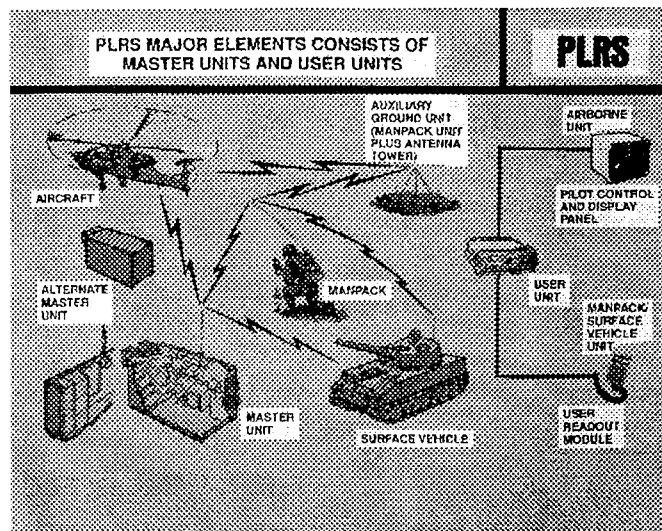 PLRS MAJOR ELEMENTS CONSISTS OF
MASTER UNITS AND USER UNITS
PLRS
AUXILIARY
GROUND UNIT
(MANPACK UNIT
PLUS ANTENNA
TOWER)
AIRCRAFT
ALTERNATE
MASTER
UNIT
MANPACK
MASTER
UNIT
SURFACE VEHICLE
AIRBORNE
UNIT
PILOT CONTROL
AND DISPLAY
PANEL
USER
UNIT
MANPACK/
SURFACE
VEHICLE
UNIT
USER
READOUT
MODULE